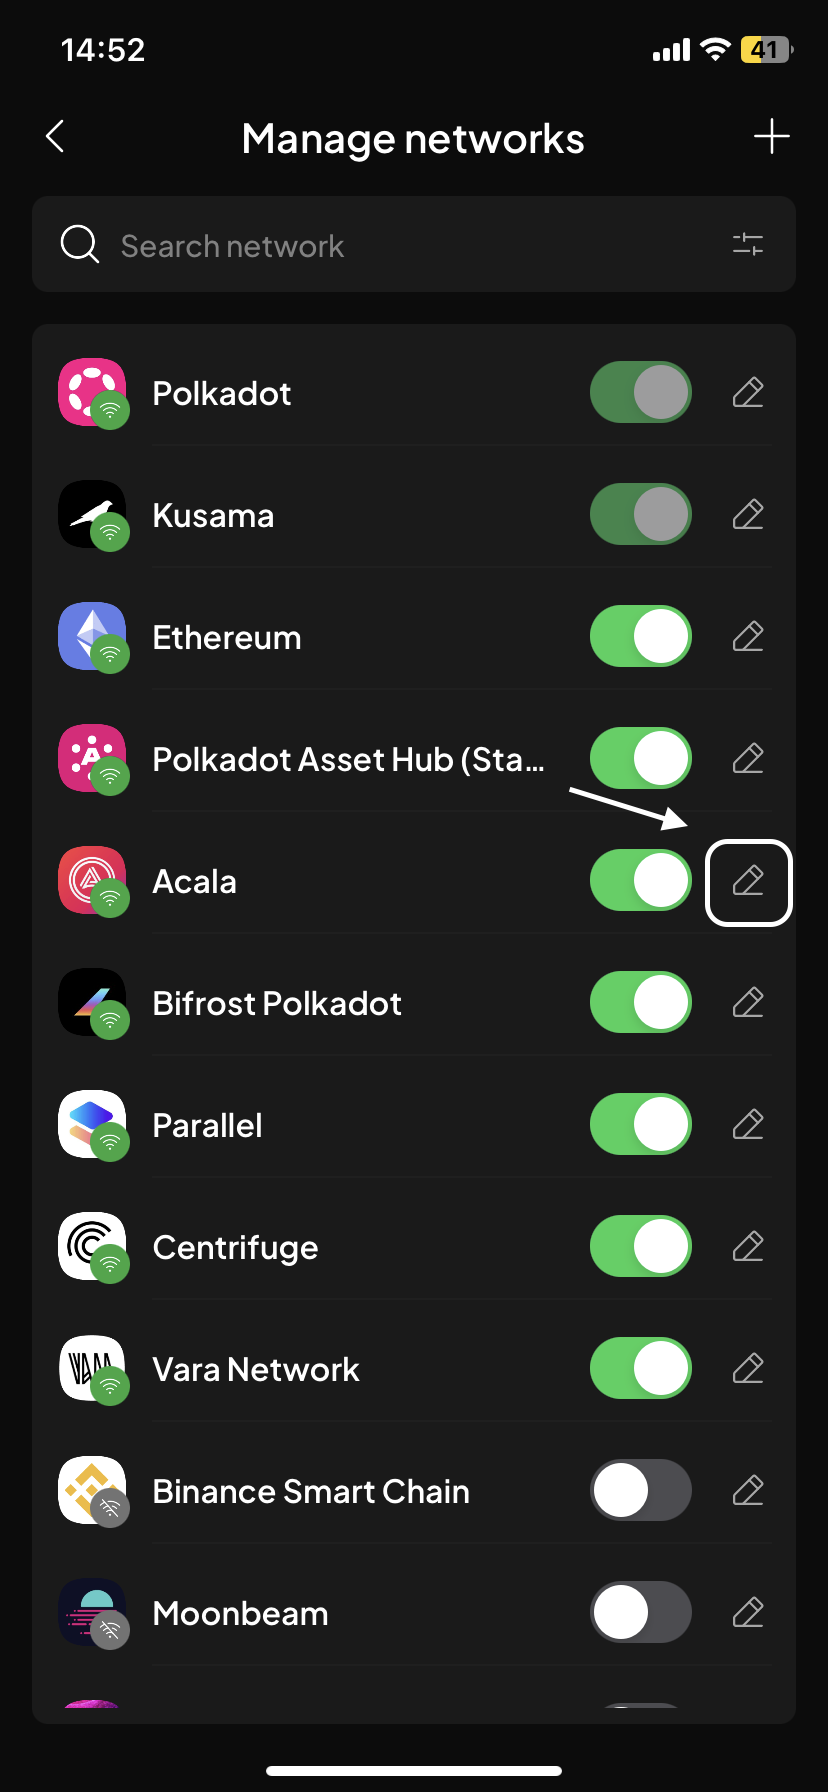 14:52
41
Manage networks
Search network
Polkadot
Kusama
Ethereum
Polkadot Asset Hub (Sta...
Acala
Bifrost Polkadot
Parallel
Centrifuge
Vara Network
Binance Smart Chain
Moonbeam